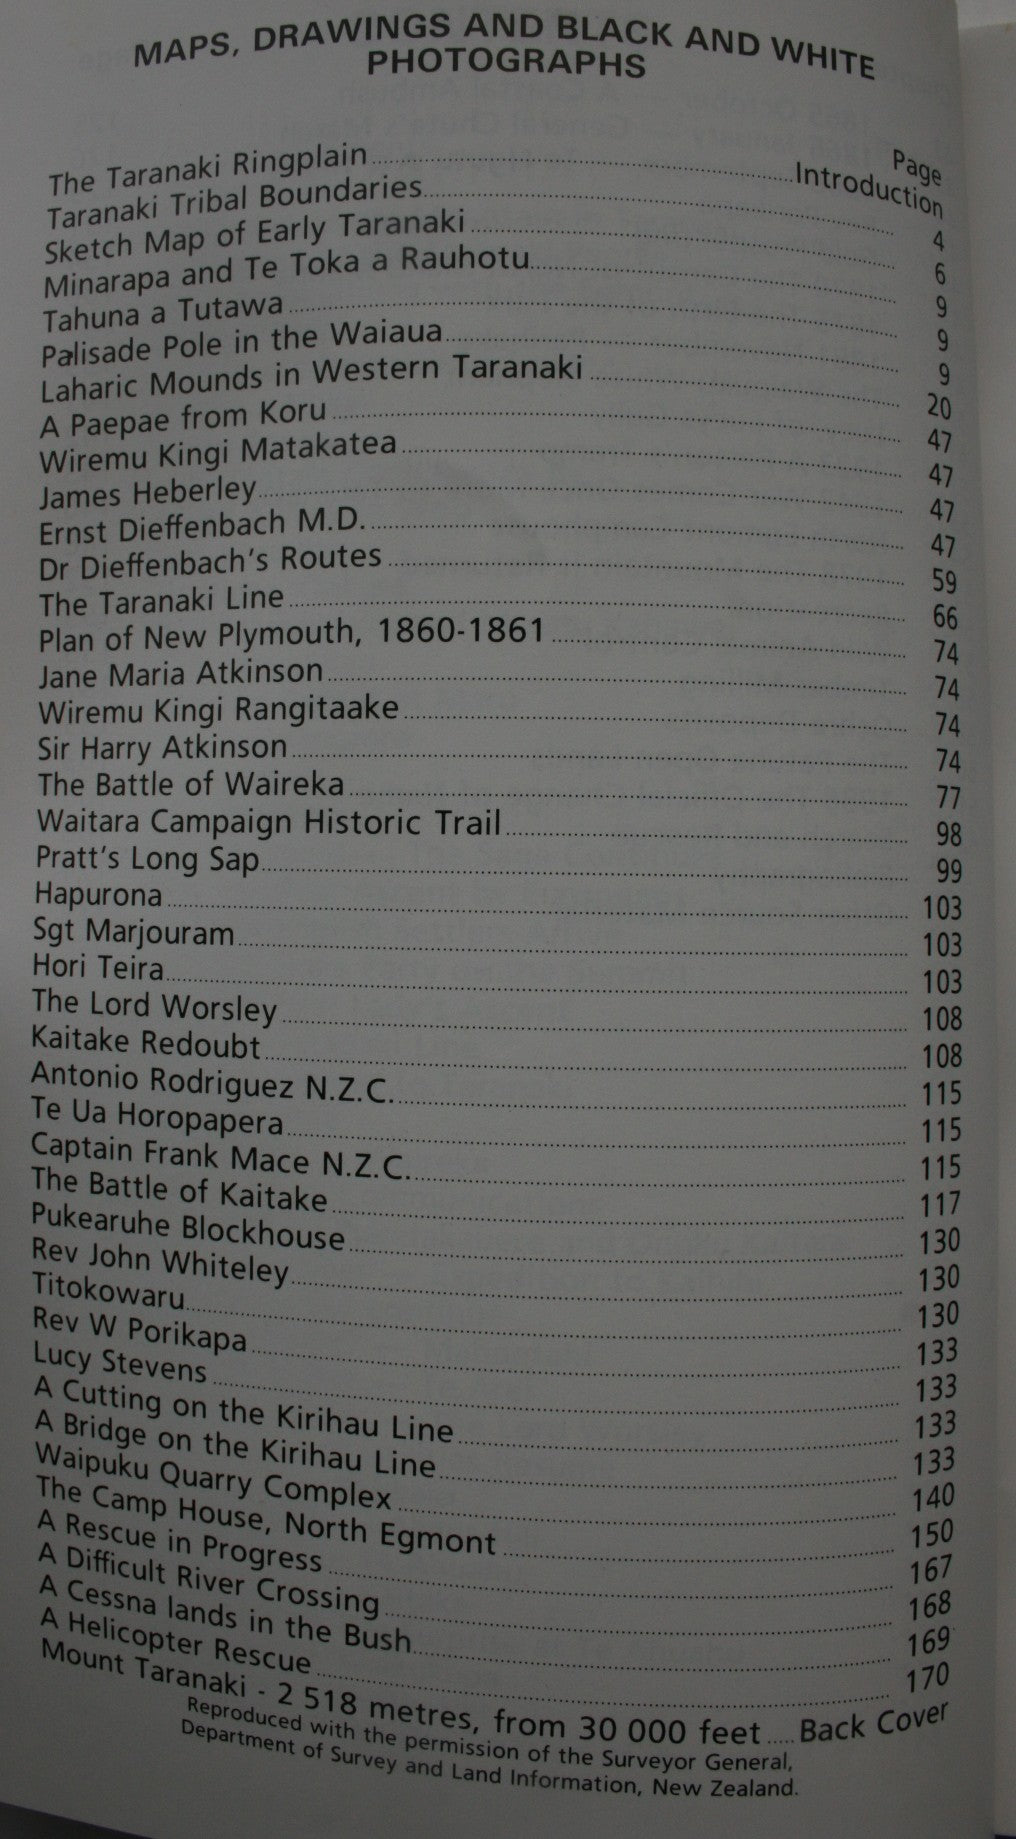 MAPS, DRAWINGS AND BLACK AND WHITE
PHOTOGRAPHS
Page
The Taranaki Ringplain ..... Introduction
Taranaki Tribal Boundaries ..... 4
Sketch Map of Early Taranaki ..... 6
Minarapa and Te Toka a Rauhotu ..... 9
Tahuna a Tutawa ..... 9
Palisade Pole in the Waiaua ..... 9
Laharic Mounds in Western Taranaki ..... 20
A Paepae from Koru ..... 47
Wiremu Kingi Matakatea ..... 47
James Heberley ..... 47
Ernst Dieffenbach M.D. ..... 47
Dr Dieffenbach's Routes ..... 59
The Taranaki Line ..... 66
Plan of New Plymouth, 1860-1861 ..... 74
Jane Maria Atkinson ..... 74
Wiremu Kingi Rangitaake ..... 74
Sir Harry Atkinson ..... 74
The Battle of Waireka ..... 77
Waitara Campaign Historic Trail ..... 98
Pratt's Long Sap ..... 99
Hapurona ..... 103
Sgt Marjouram ..... 103
Hori Teira ..... 103
The Lord Worsley ..... 108
Kaitake Redoubt ..... 108
Antonio Rodriguez N.Z.C. ..... 115
Te Ua Horopapera ..... 115
Captain Frank Mace N.Z.C. ..... 115
The Battle of Kaitake ..... 117
Pukearuhe Blockhouse ..... 130
Rev John Whiteley ..... 130
Titokowaru ..... 130
Rev W Porikapa ..... 133
Lucy Stevens ..... 133
A Cutting on the Kirihau Line ..... 133
A Bridge on the Kirihau Line ..... 133
Waipuku Quarry Complex ..... 140
The Camp House, North Egmont ..... 150
A Rescue in Progress ..... 167
A Difficult River Crossing ..... 168
A Cessna lands in the Bush ..... 169
A Helicopter Rescue ..... 170
Mount Taranaki - 2 518 metres, from 30 000 feet ..... Back Cover
Reproduced with the permission of the Surveyor General,
Department of Survey and Land Information, New Zealand.